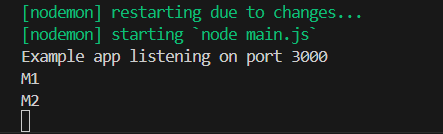 [nodemon] restarting due to changes...
[nodemon] starting `node main.js`
Example app listening on port 3000
M1
M2